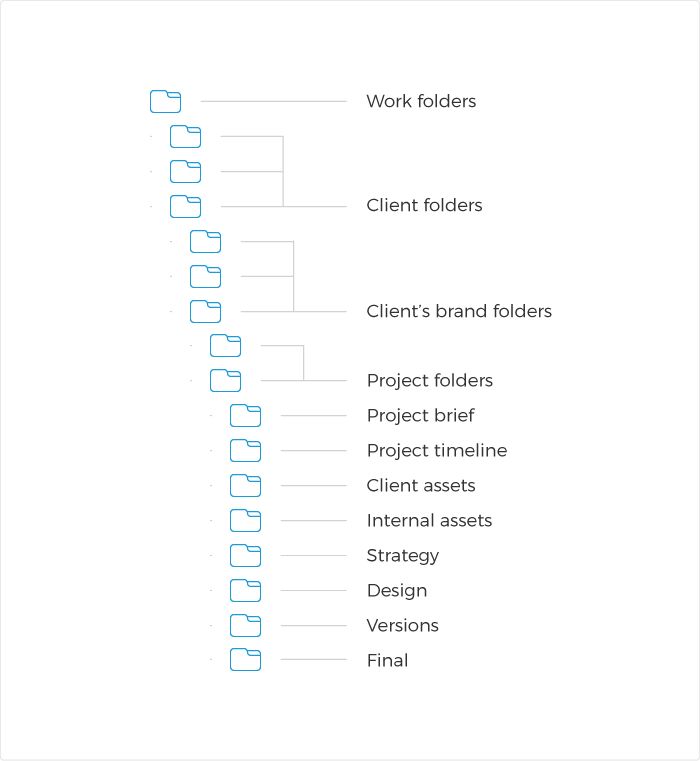 Work folders
Client folders
Client’s brand folders
Project folders
Project brief
Project timeline
Client assets
Internal assets
Strategy
Design
Versions
Final